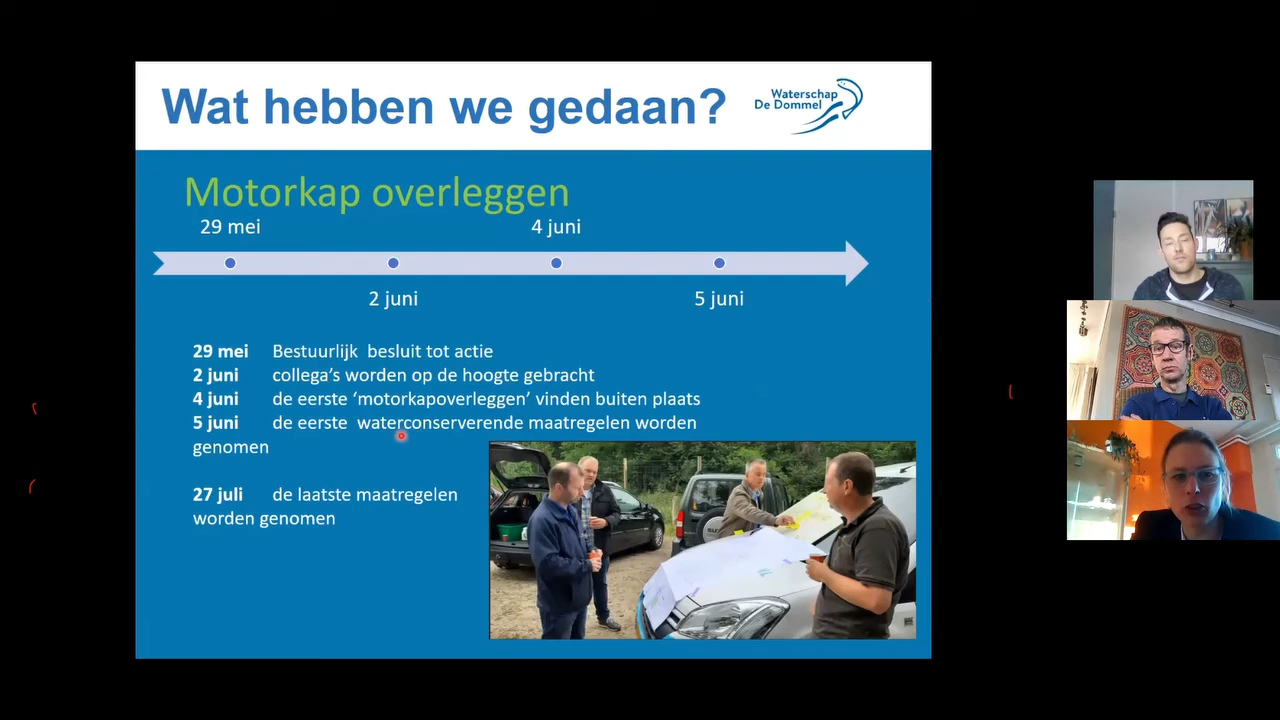 Wat hebben we gedaan?
Waterschap
De Dommel
Motorkap overleggen
29 mei
4 juni
2 juni
5 juni
29 mei Bestuurlijk besluit tot actie
2 juni collega's worden op de hoogte gebracht
4 juni de eerste 'motorkapoverleggen' vinden buiten plaats
5 juni de eerste waterconserverende maatregelen worden
genomen
27 juli de laatste maatregelen
worden genomen